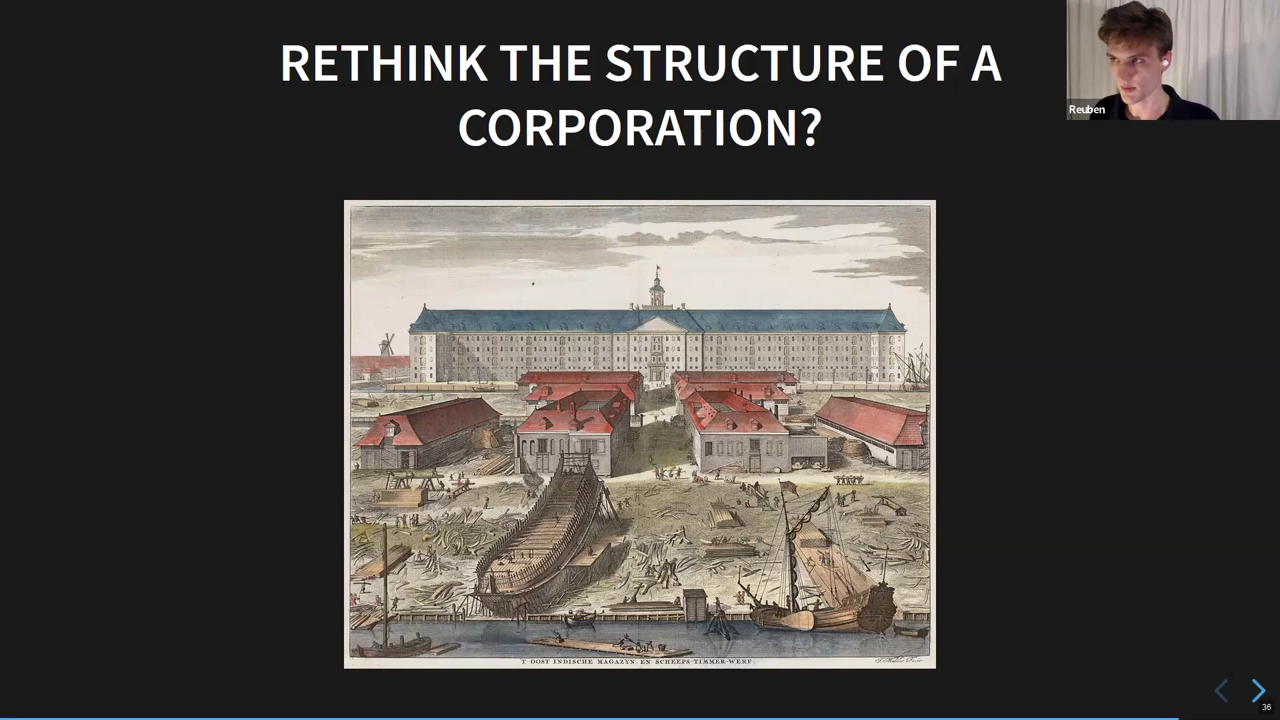 RETHINK THE STRUCTURE OF A
CORPORATION?
Reuben
'T OOST INDISCHE MAGAZYN EN SCHEEPS TIMMER-WERF.
36